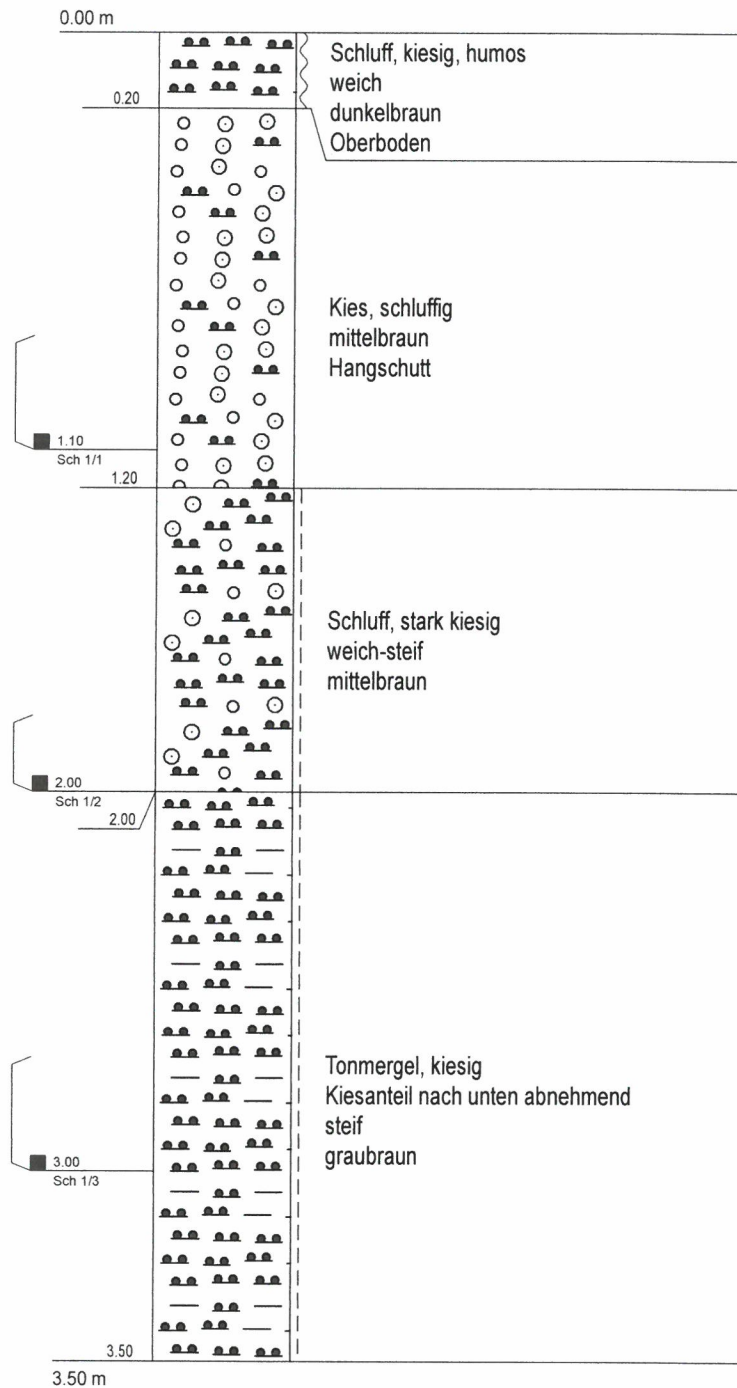 0.00 m
Schluff, kiesig, humos
weich
dunkelbraun
Oberboden
0.20
Kies, schluffig
mittelbraun
Hangschutt
1.10
Sch 1/1
1.20
Schluff, stark kiesig
weich-steif
mittelbraun
2.00
Sch 1/2
2.00
Tonmergel, kiesig
Kiesanteil nach unten abnehmend
steif
graubraun
3.00
Sch 1/3
3.50
3.50 m